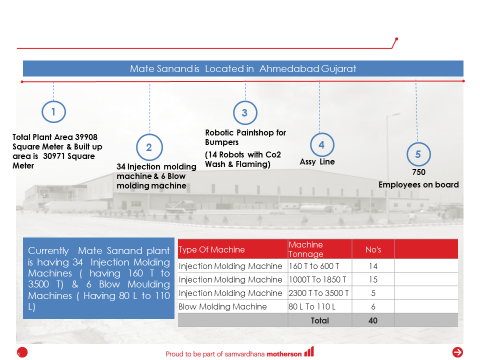 Mate Sanand is Located in Ahmedabad Gujarat
1
Total Plant Area 39908
Square Meter & Built up
area is 30971 Square
Meter
2
34 Injection molding
machine & 6 Blow
molding machine
3
Robotic Paintshop for
Bumpers
(14 Robots with Co2
Wash & Flaming)
4
Assy Line
5
750
Employees on board
Currently Mate Sanand plant
is having 34 Injection Molding
Machines ( having 160 T to
3500 T) & 6 Blow Moulding
Machines ( Having 80 L to 110
L)
Type Of Machine Machine Tonnage No's
Injection Molding Machine 160 T to 600 T 14
Injection Molding Machine 1000T To 1850 T 15
Injection Molding Machine 2300 T To 3500 T 5
Blow Molding Machine 80 L To 110 L 6
Total 40
Proud to be part of samvardhana motherson